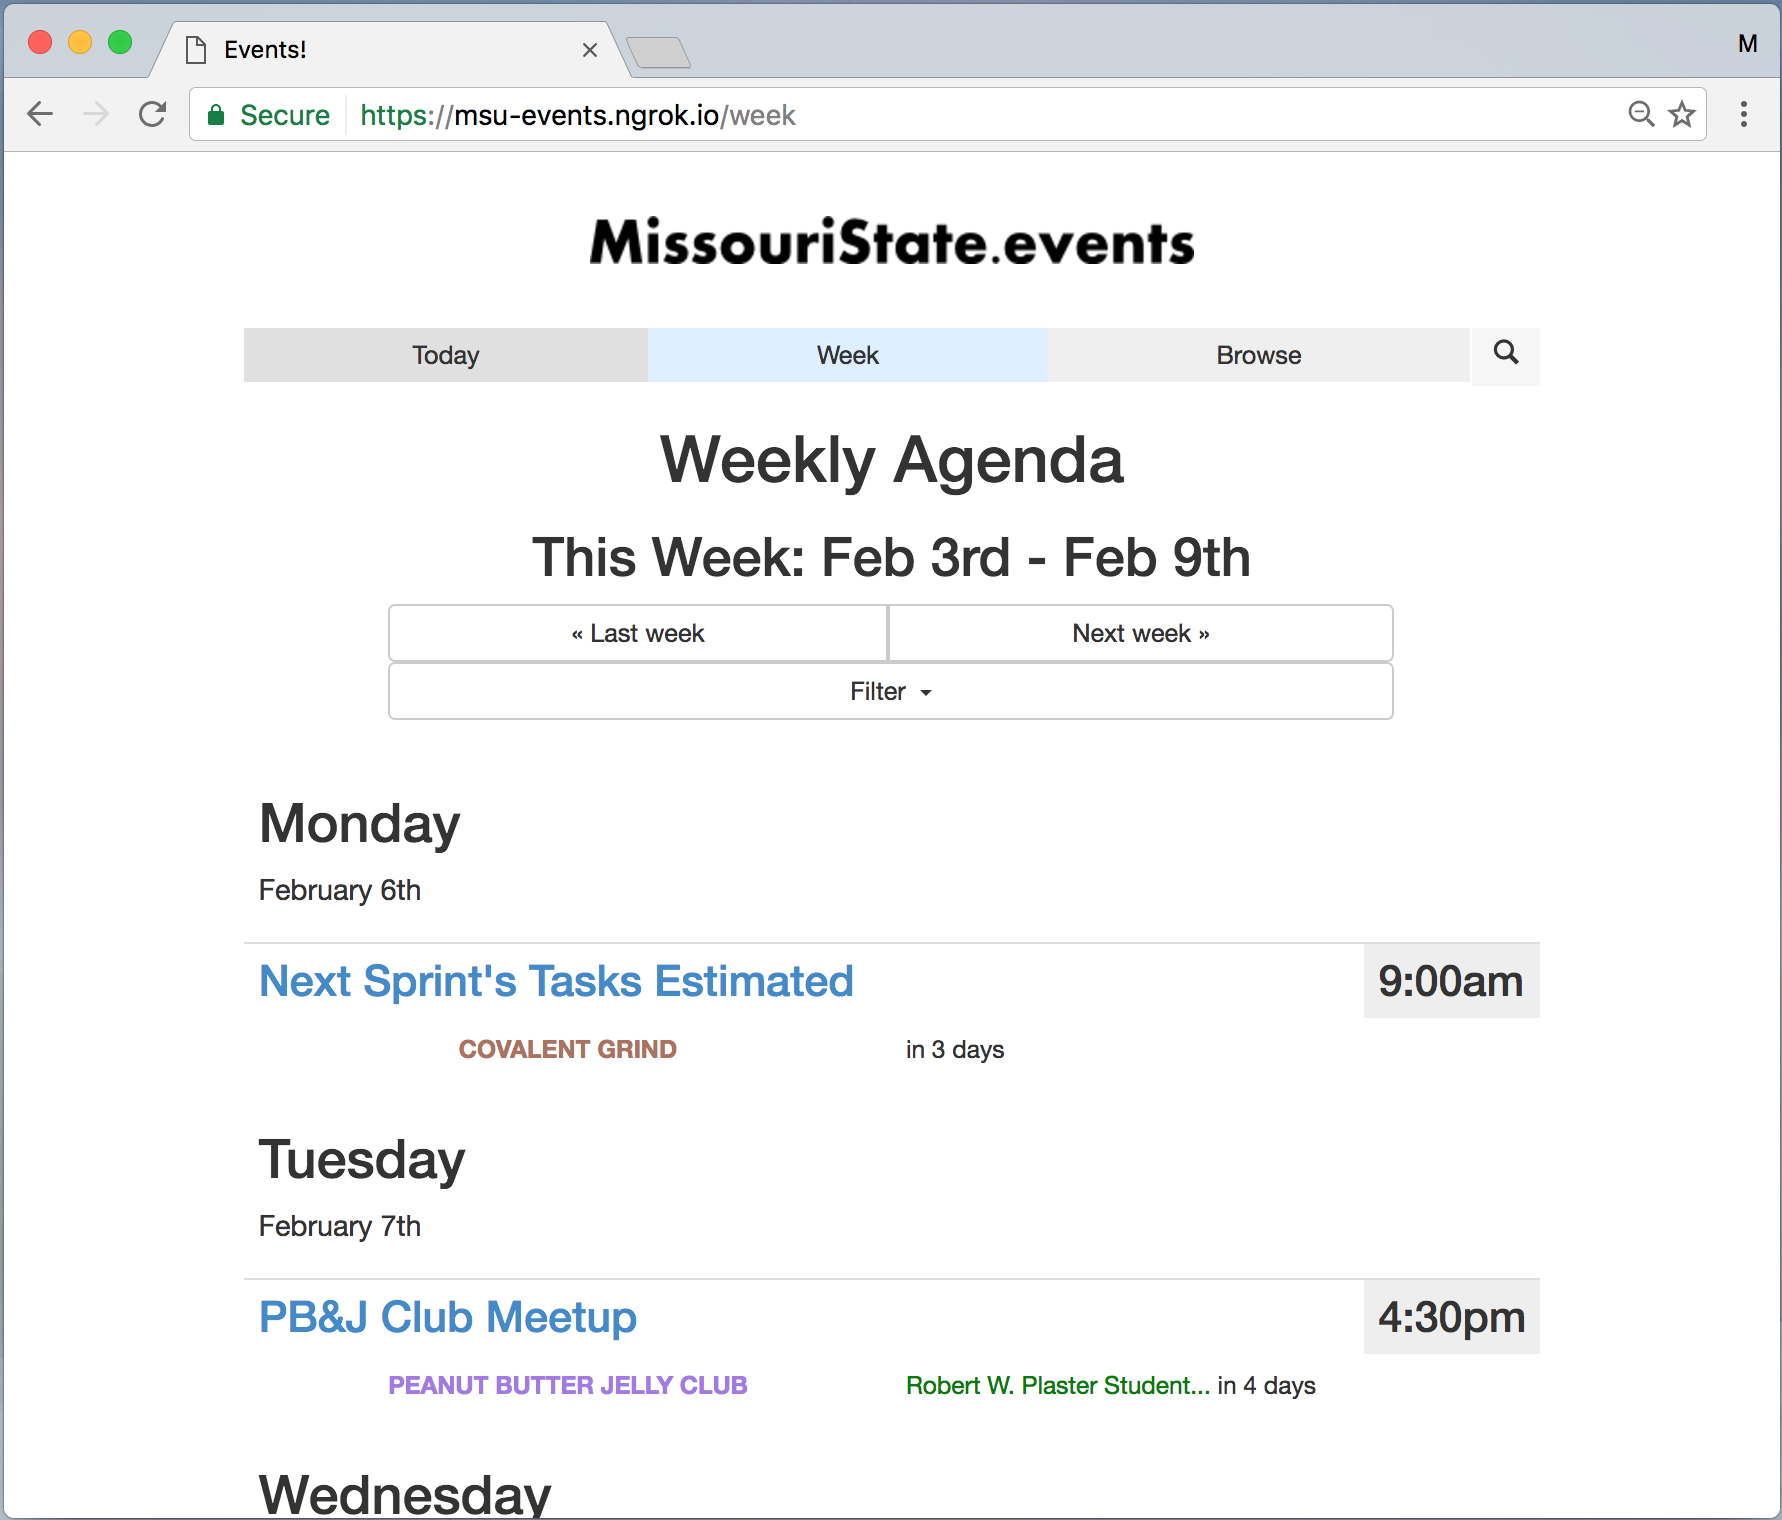 Events!
M
Secure
https://msu-events.ngrok.io/week
MissouriState.events
Today
Week
Browse
Weekly Agenda
This Week: Feb 3rd - Feb 9th
« Last week
Next week »
Filter
Monday
February 6th
Next Sprint's Tasks Estimated
9:00am
COVALENT GRIND
in 3 days
Tuesday
February 7th
PB&J Club Meetup
4:30pm
PEANUT BUTTER JELLY CLUB
Robert W. Plaster Student... in 4 days
Wednesday